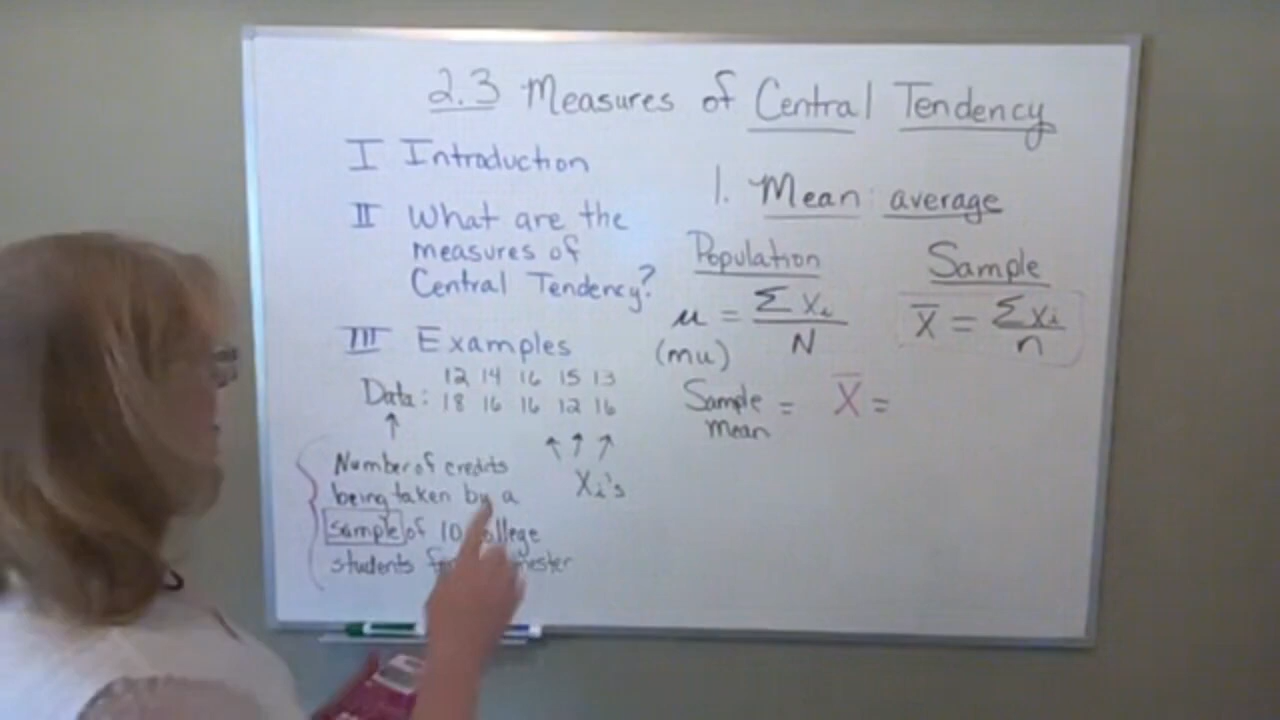 2.3 Measures of Central Tendency
I Introduction
II What are the
measures of
Central Tendency?
III Examples
12 14 16 15 13
Data: 18 16 16 12 16
↑
↑ ↑ ↑
Xi's
Number of credits
being taken by a
sample of 10 college
students
1. Mean: average
Population
μ = Σxi / N
(mu)
Sample
x̄ = Σxi / n
Sample = x̄ =
mean